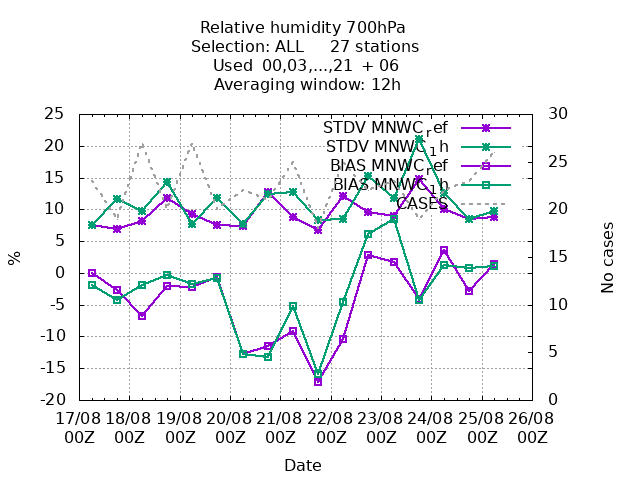 Relative humidity 700hPa
Selection: ALL 27 stations
Used 00,03,...,21 + 06
Averaging window: 12h
STDV MNWC_ref
STDV MNWC_1h
BIAS MNWC_ref
BIAS MNWC_1h
CASES
25
20
15
10
5
0
-5
-10
-15
-20
%
30
25
20
15
10
5
0
No cases
17/08 18/08 19/08 20/08 21/08 22/08 23/08 24/08 25/08 26/08
00Z 00Z 00Z 00Z 00Z 00Z 00Z 00Z 00Z 00Z
Date